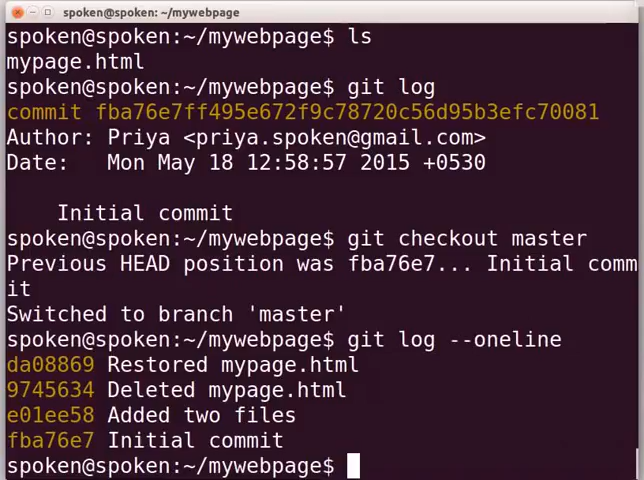 spoken@spoken:~/mywebpage
spoken@spoken:~/mywebpage$ ls
mypage.html
spoken@spoken:~/mywebpage$ git log
commit fba76e7ff495e672f9c78720c56d95b3efc70081
Author: Priya <priya.spoken@gmail.com>
Date:   Mon May 18 12:58:57 2015 +0530
    Initial commit
spoken@spoken:~/mywebpage$ git checkout master
Previous HEAD position was fba76e7... Initial comm
it
Switched to branch 'master'
spoken@spoken:~/mywebpage$ git log --oneline
da08869 Restored mypage.html
9745634 Deleted mypage.html
e01ee58 Added two files
fba76e7 Initial commit
spoken@spoken:~/mywebpage$